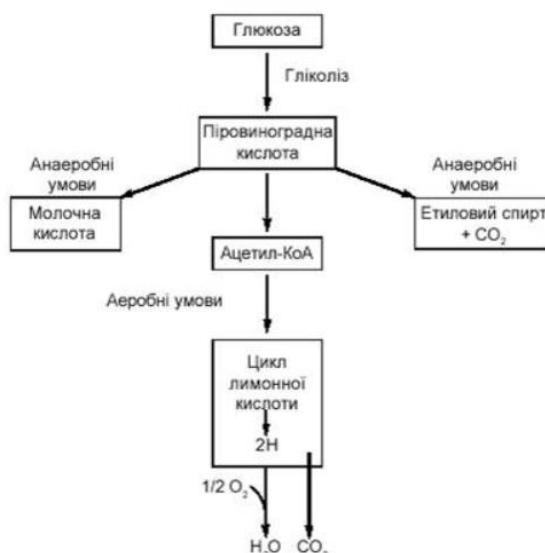 Глюкоза
Гліколіз
Піровиноградна
кислота
Анаеробні
умови
Анаеробні
умови
Молочна
кислота
Етиловий спирт
+ CO₂
Ацетил-КоА
Аеробні умови
Цикл
лимонної
кислоти
2H
1/2 O₂
H₂O
CO₂